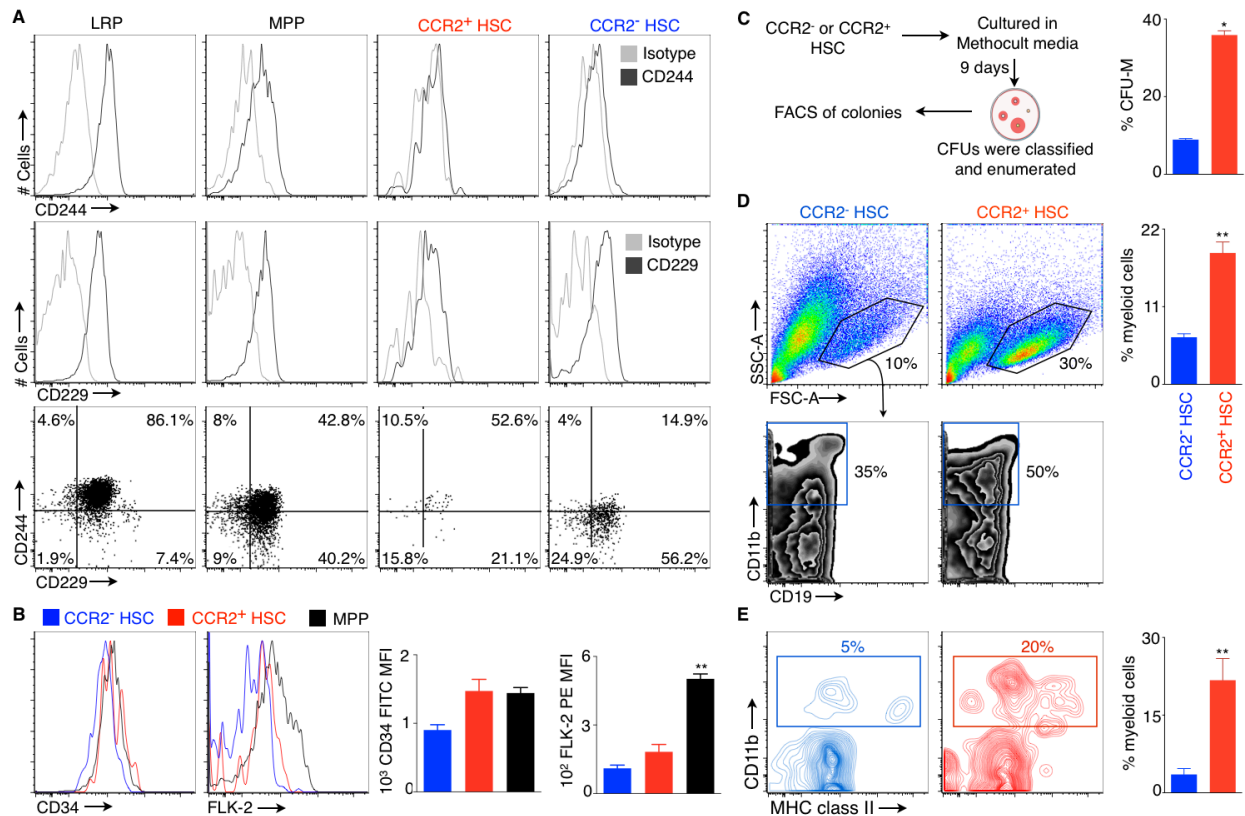 A
LRP
MPP
CCR2+ HSC
CCR2- HSC
Isotype
CD244
# Cells
CD244
Isotype
CD229
# Cells
CD229
4.6%
86.1%
8%
42.8%
10.5%
52.6%
4%
14.9%
CD244
1.9%
7.4%
9%
40.2%
15.8%
21.1%
24.9%
56.2%
CD229
B
CCR2- HSC
CCR2+ HSC
MPP
CD34
FLK-2
10³ CD34 FITC MFI
2
1
0
10² FLK-2 PE MFI
6
3
0
**
C
CCR2- or CCR2+
HSC
Cultured in
Methocult media
9 days
FACS of colonies
CFUs were classified
and enumerated
% CFU-M
40
20
0
*
D
CCR2- HSC
CCR2+ HSC
SSC-A
10%
30%
FSC-A
35%
50%
CD11b
CD19
% myeloid cells
22
11
0
**
CCR2- HSC
CCR2+ HSC
E
5%
20%
CD11b
MHC class II
% myeloid cells
30
15
0
**